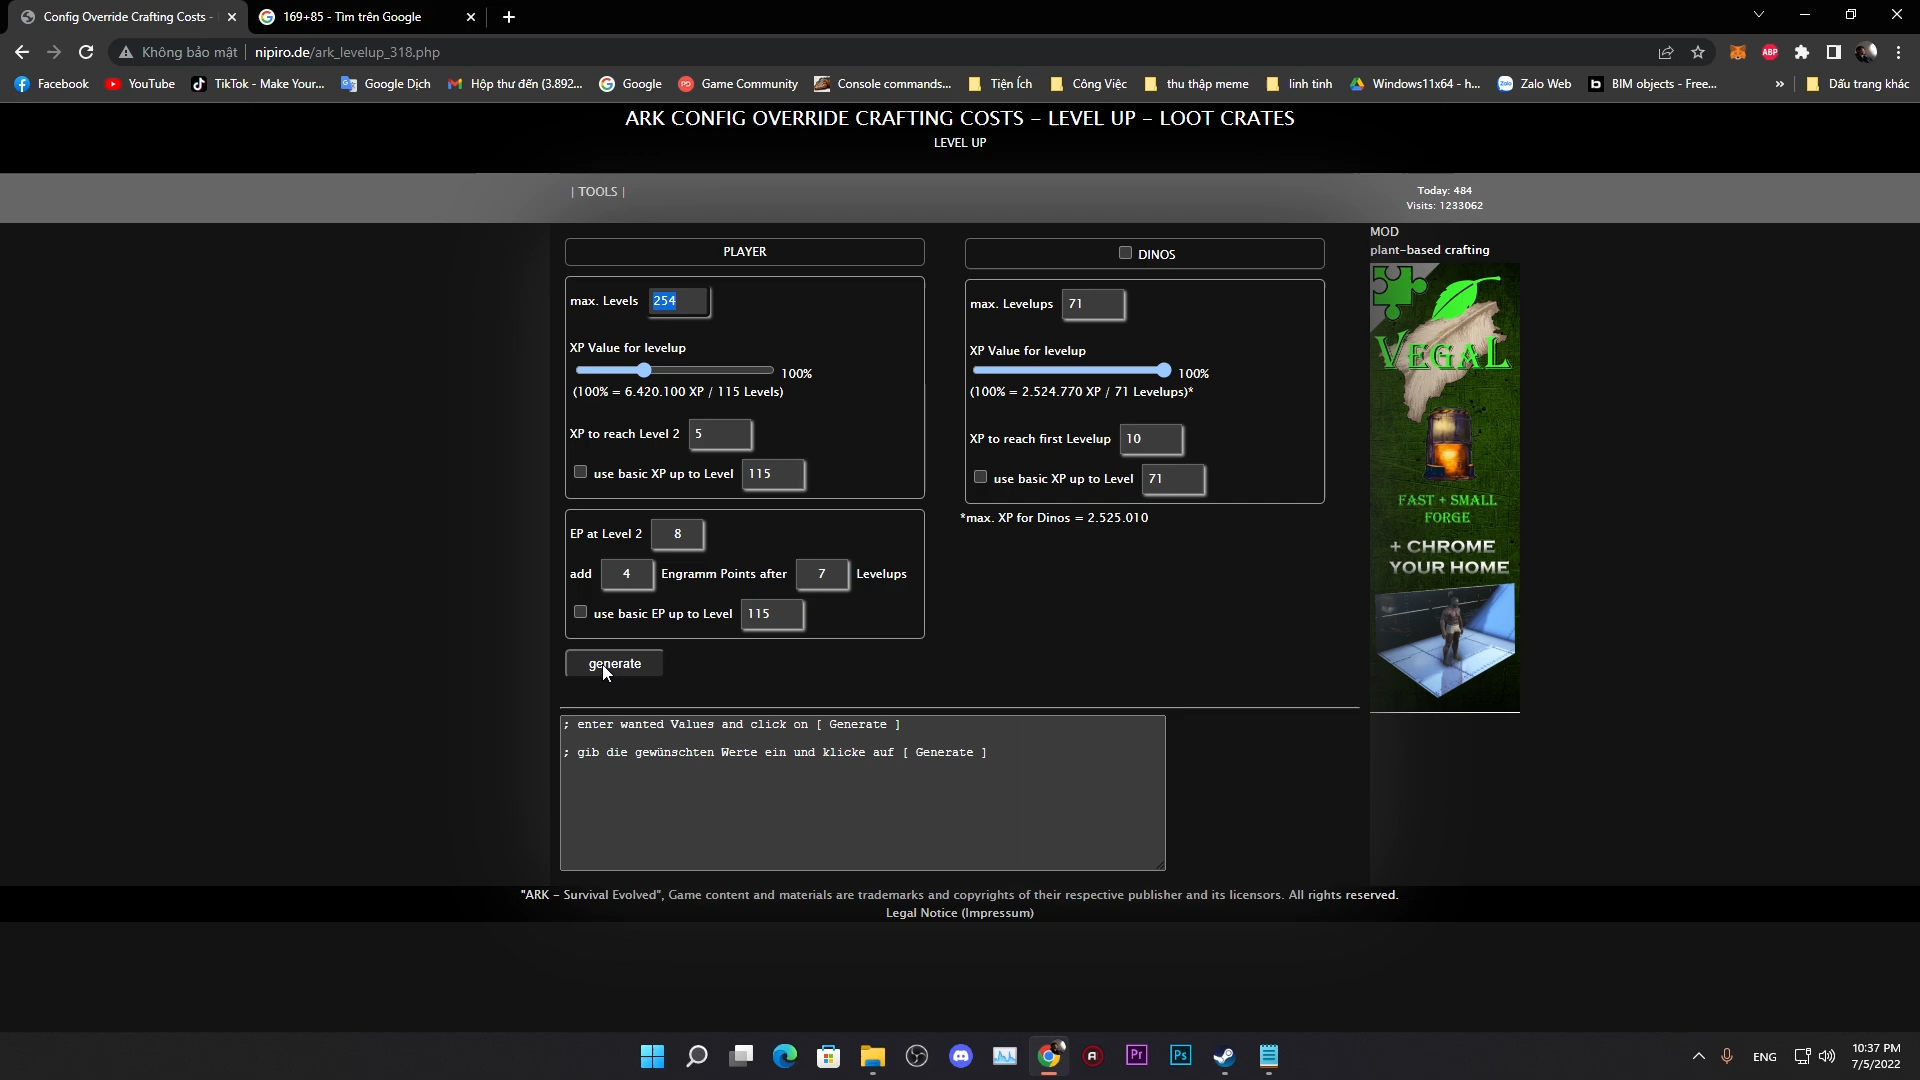 Config Override Crafting Costs -
169+85 - Tìm trên Google
Không bảo mật
nipiro.de/ark_levelup_318.php
Facebook
YouTube
TikTok - Make Your...
Google Dịch
Hộp thư đến (3.892...
Google
Game Community
Console commands...
Tiện Ích
Công Việc
thu thập meme
linh tinh
Windows11x64 - h...
Zalo Web
BIM objects - Free...
»
Dấu trang khác
ARK CONFIG OVERRIDE CRAFTING COSTS - LEVEL UP - LOOT CRATES
LEVEL UP
| TOOLS |
Today: 484
Visits: 1233062
PLAYER
max. Levels 254
XP Value for levelup
100%
(100% = 6.420.100 XP / 115 Levels)
XP to reach Level 2 5
use basic XP up to Level 115
EP at Level 2 8
add 4 Engramm Points after 7 Levelups
use basic EP up to Level 115
generate
DINOS
max. Levelups 71
XP Value for levelup
100%
(100% = 2.524.770 XP / 71 Levelups)*
XP to reach first Levelup 10
use basic XP up to Level 71
*max. XP for Dinos = 2.525.010
MOD
plant-based crafting
VEGAL
FAST + SMALL
FORGE
+ CHROME
YOUR HOME
; enter wanted Values and click on [ Generate ]
; gib die gewünschten Werte ein und klicke auf [ Generate ]
"ARK - Survival Evolved", Game content and materials are trademarks and copyrights of their respective publisher and its licensors. All rights reserved.
Legal Notice (Impressum)
Pr
Ps
ENG
10:37 PM
7/5/2022